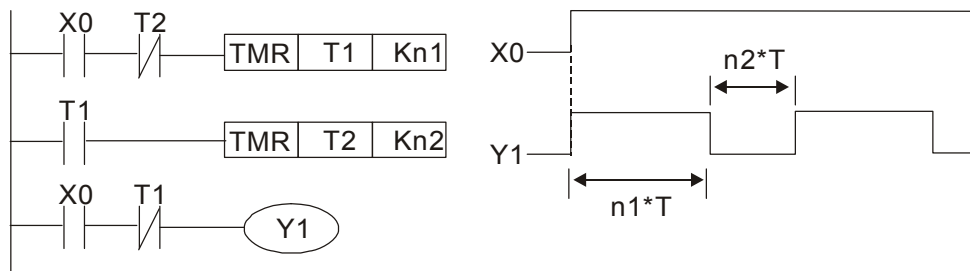 X0 T2
TMR T1 Kn1
T1
TMR T2 Kn2
X0 T1
Y1
X0
n2*T
Y1
n1*T